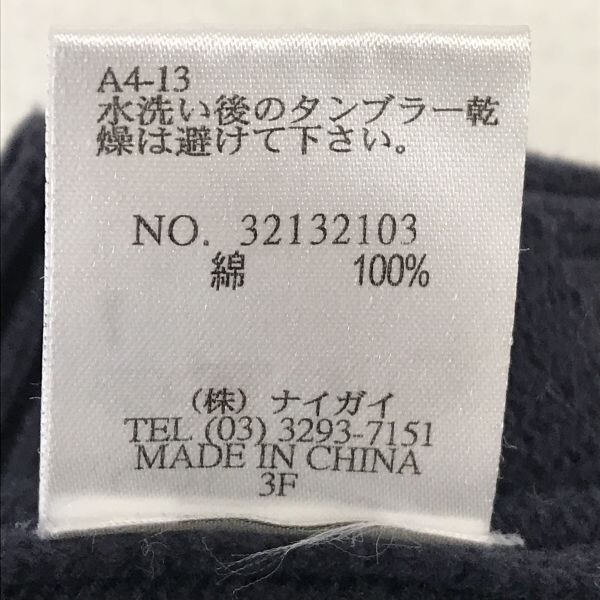 A4-13
水洗い後のタンブラー乾
燥は避けて下さい。
NO. 32132103
綿 100%
(株) ナイガイ
TEL (03) 3293-7151
MADE IN CHINA
3F